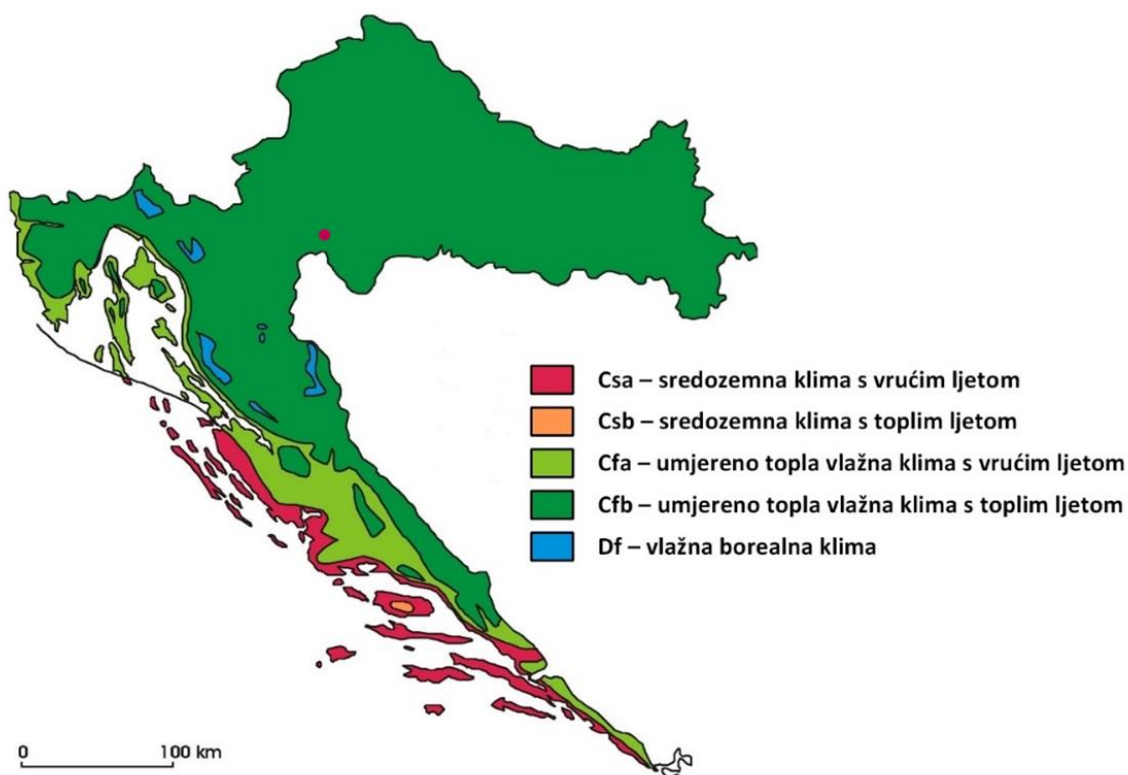 Csa – sredozemna klima s vrućim ljetom
Csb – sredozemna klima s toplim ljetom
Cfa – umjereno topla vlažna klima s vrućim ljetom
Cfb – umjereno topla vlažna klima s toplim ljetom
Df – vlažna borealna klima
0 100 km